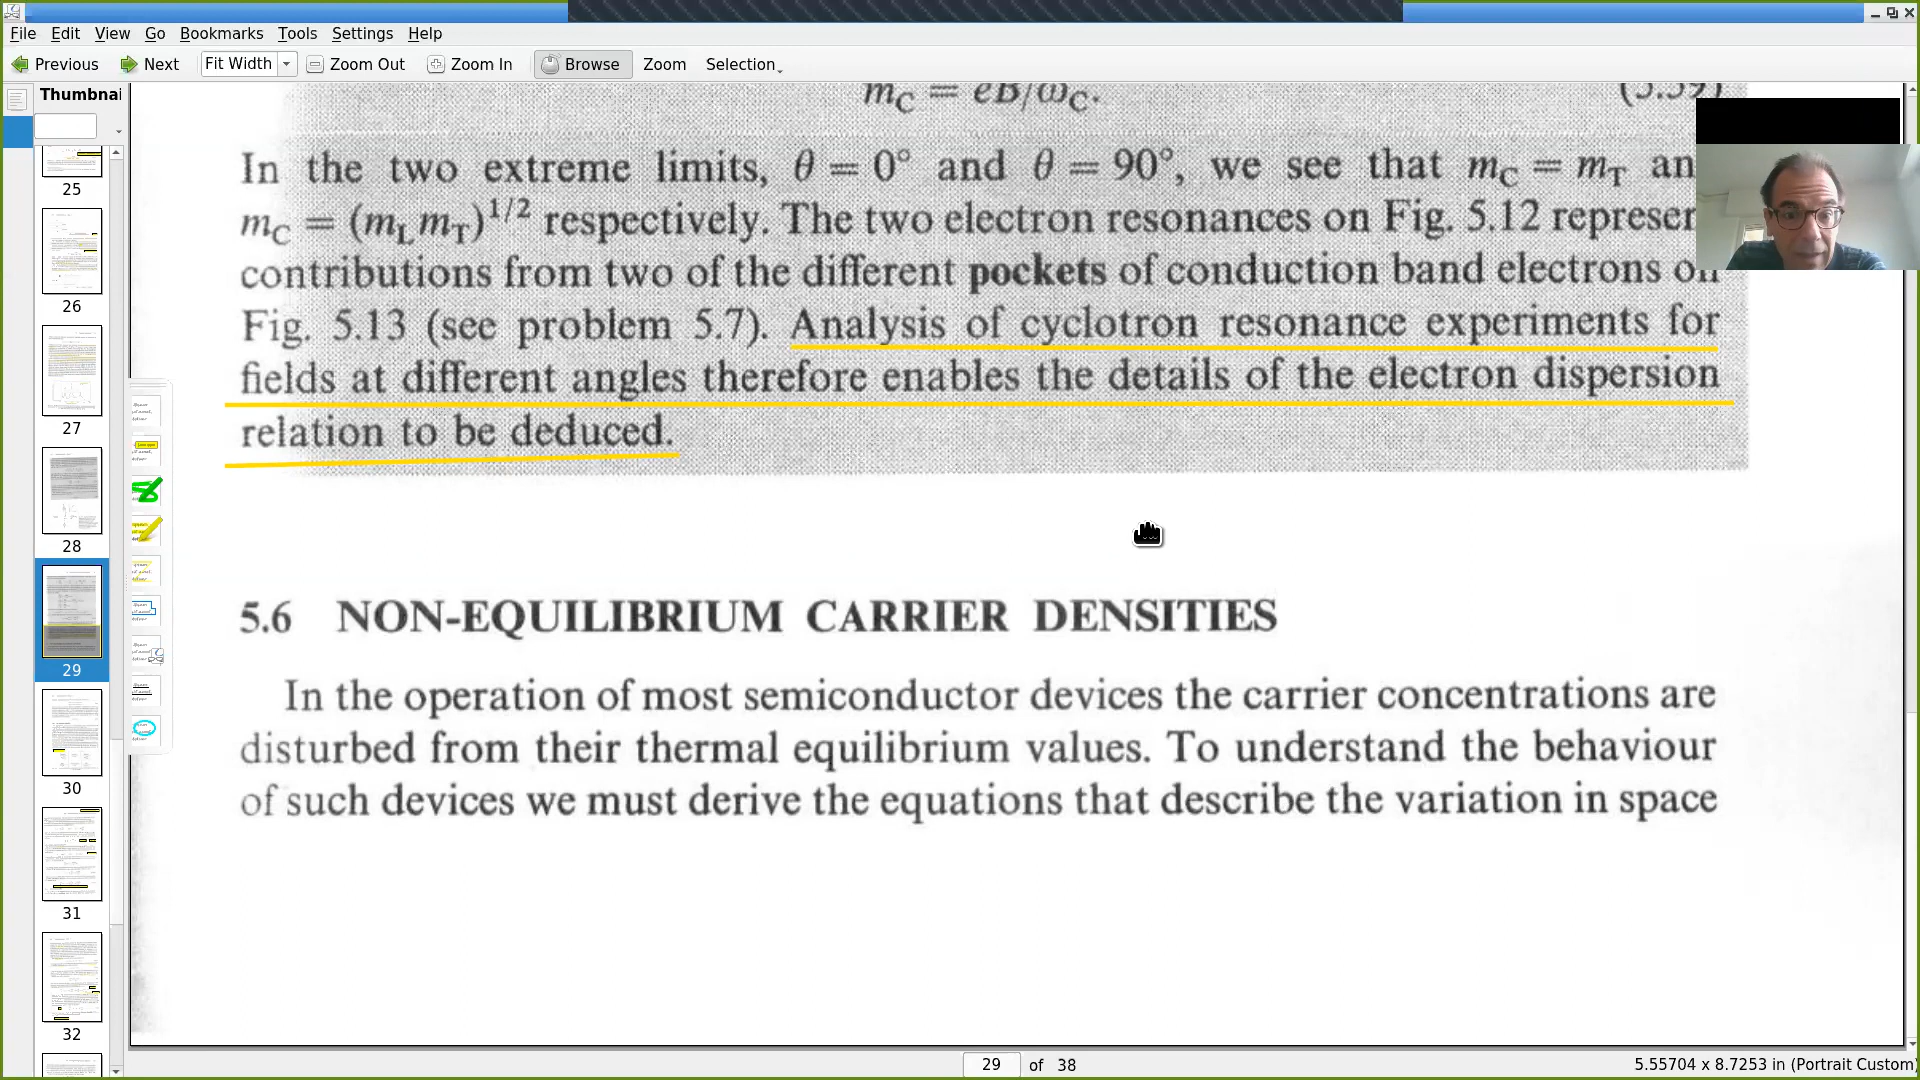 File Edit View Go Bookmarks Tools Settings Help
Previous Next Fit Width Zoom Out Zoom In Browse Zoom Selection
Thumbnai
25
26
27
28
29
30
31
32
m_C = eB/ω_C. (5.59)
In the two extreme limits, θ = 0° and θ = 90°, we see that m_C = m_T an
m_C = (m_L m_T)^1/2 respectively. The two electron resonances on Fig. 5.12 represen
contributions from two of the different pockets of conduction band electrons on
Fig. 5.13 (see problem 5.7). Analysis of cyclotron resonance experiments for
fields at different angles therefore enables the details of the electron dispersion
relation to be deduced.
5.6 NON-EQUILIBRIUM CARRIER DENSITIES
In the operation of most semiconductor devices the carrier concentrations are
disturbed from their thermal equilibrium values. To understand the behaviour
of such devices we must derive the equations that describe the variation in space
29 of 38
5.55704 x 8.7253 in (Portrait Custom)